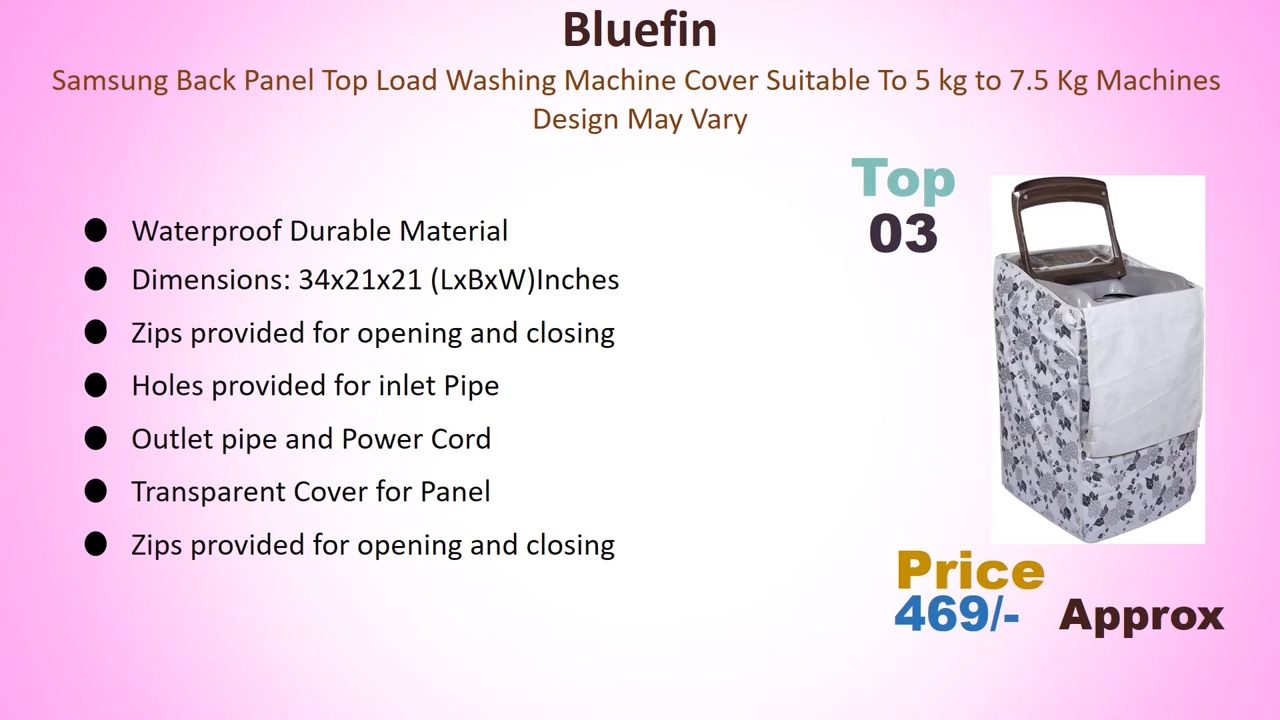 Bluefin
Samsung Back Panel Top Load Washing Machine Cover Suitable To 5 kg to 7.5 Kg Machines
Design May Vary
Top
03
Waterproof Durable Material
Dimensions: 34x21x21 (LxBxW)Inches
Zips provided for opening and closing
Holes provided for inlet Pipe
Outlet pipe and Power Cord
Transparent Cover for Panel
Zips provided for opening and closing
Price
469/- Approx